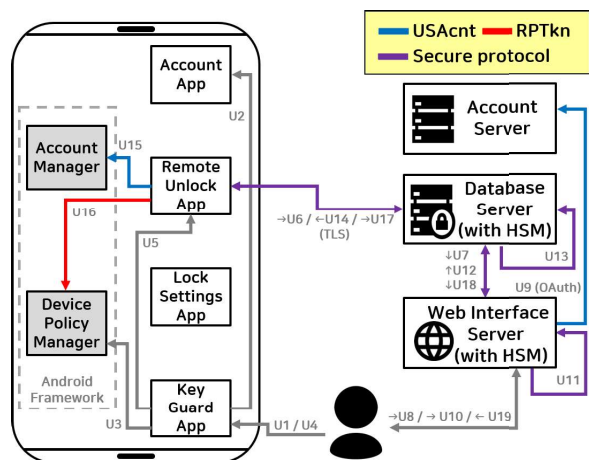 USAcnt
RPTkn
Secure protocol
Account
App
U2
Account
Manager
U15
Remote
Unlock
App
U16
U5
Lock
Settings
App
Device
Policy
Manager
Android
Framework
U3
Key
Guard
App
U1 / U4
→U6 / ←U14 / →U17
(TLS)
Account
Server
Database
Server
(with HSM)
U13
↓U7
↑U12
↓U18
U9 (OAuth)
Web Interface
Server
(with HSM)
U11
→U8 / → U10 / ← U19